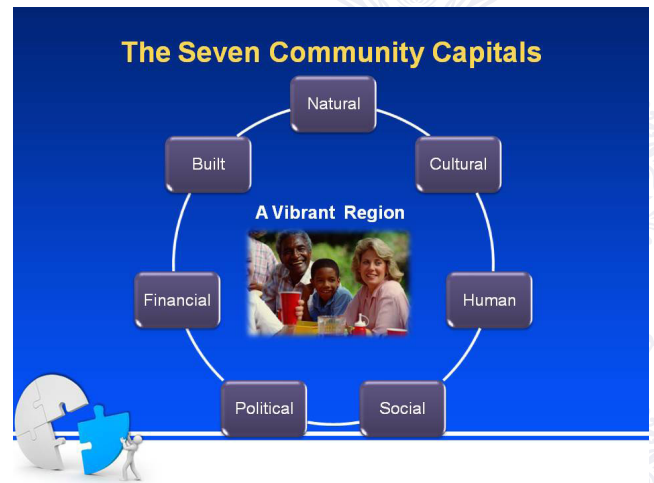 The Seven Community Capitals
Natural
Built
Cultural
A Vibrant Region
Financial
Human
Political
Social